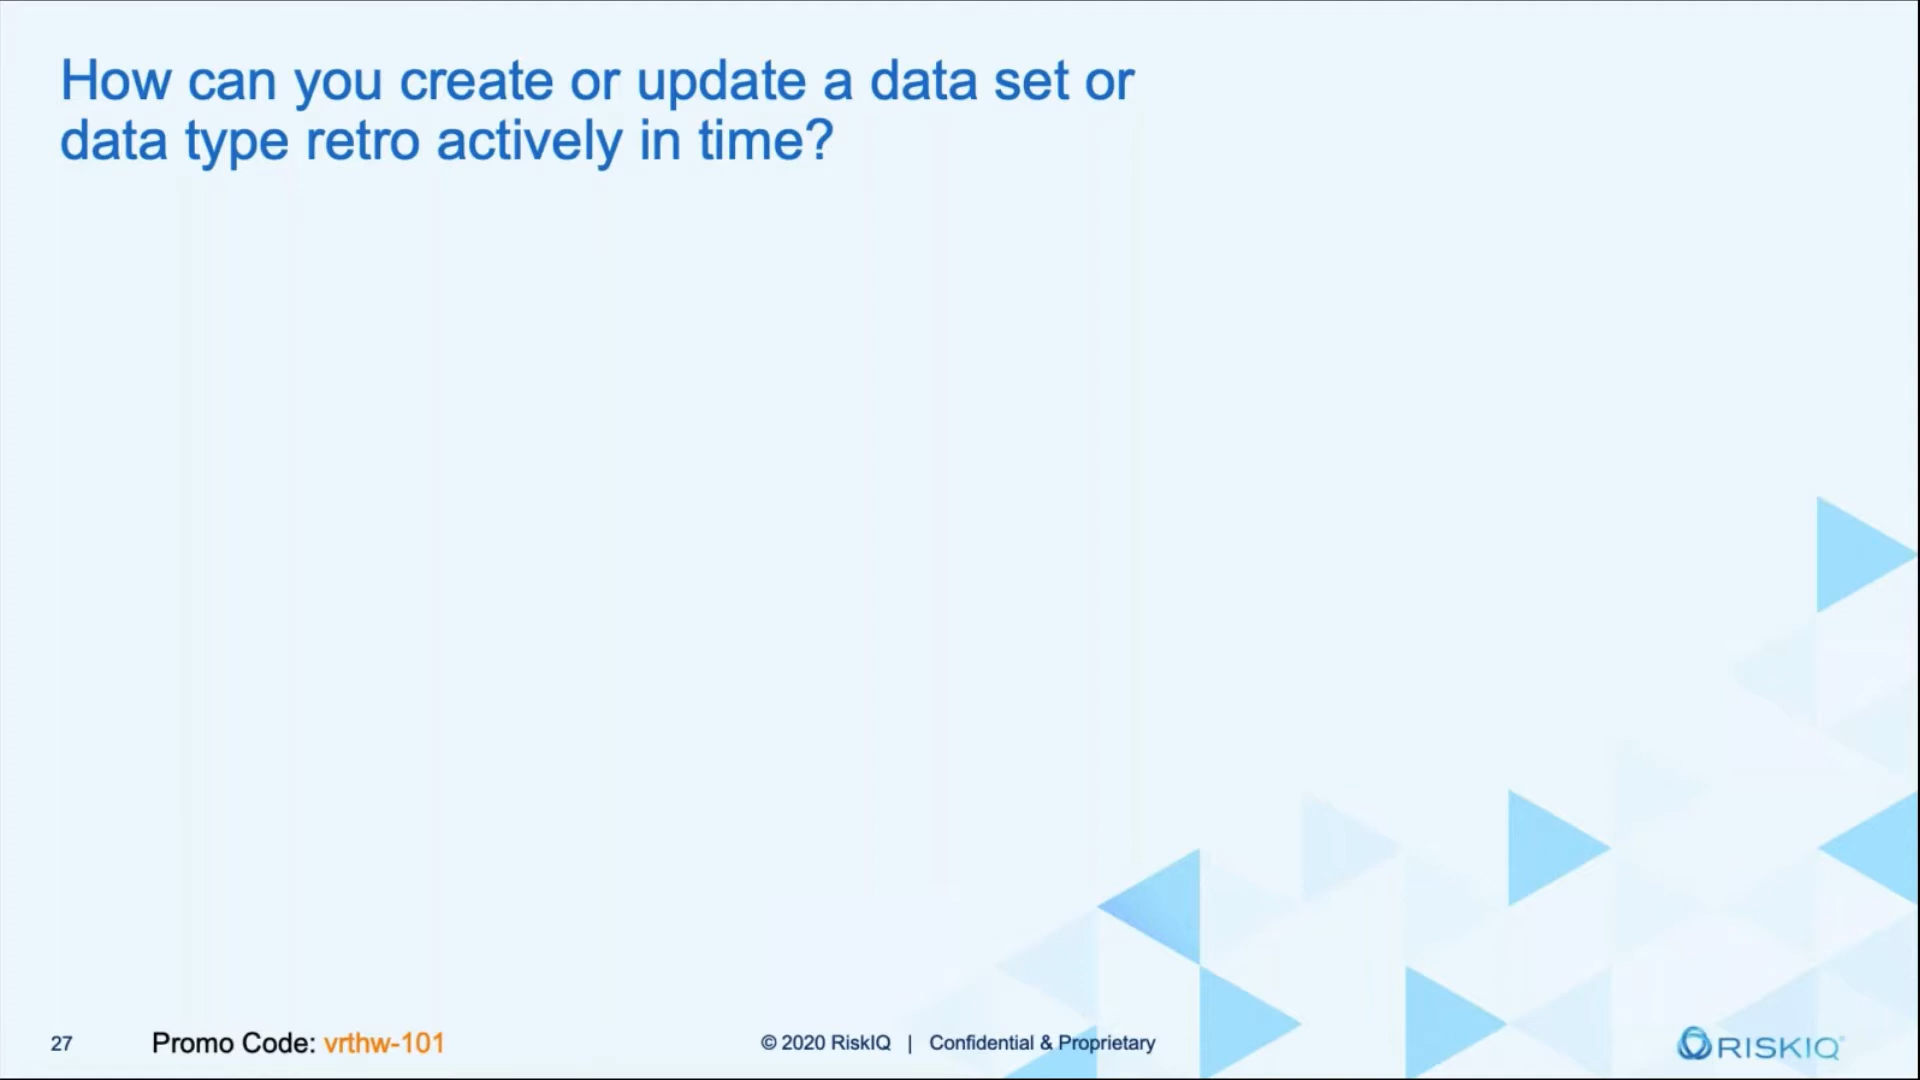 How can you create or update a data set or
data type retro actively in time?
27
Promo Code: vrthw-101
© 2020 RiskIQ | Confidential & Proprietary
RISKIQ